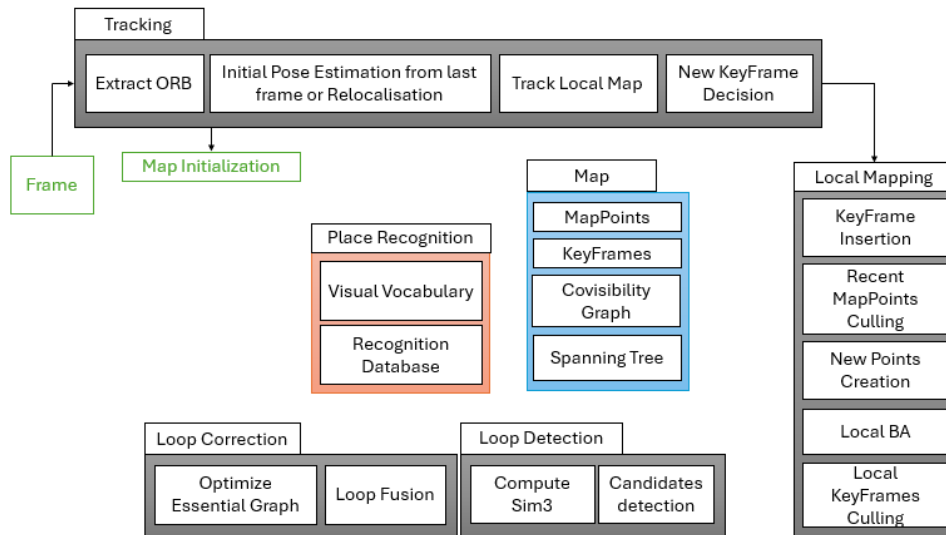 Tracking
Extract ORB
Initial Pose Estimation from last
frame or Relocalisation
Track Local Map
New KeyFrame
Decision
Frame
Map Initialization
Map
MapPoints
KeyFrames
Covisibility
Graph
Spanning Tree
Place Recognition
Visual Vocabulary
Recognition
Database
Local Mapping
KeyFrame
Insertion
Recent
MapPoints
Culling
New Points
Creation
Local BA
Local
KeyFrames
Culling
Loop Correction
Optimize
Essential Graph
Loop Fusion
Loop Detection
Compute
Sim3
Candidates
detection